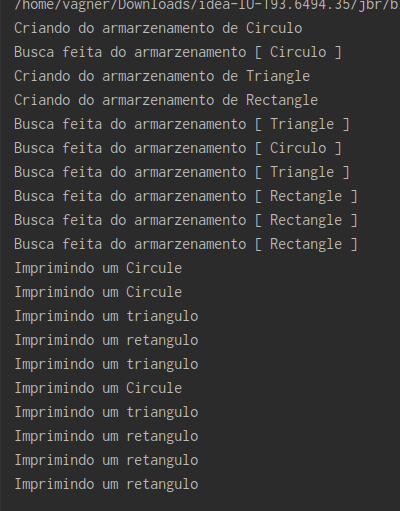 /home/vagner/Downloads/idea-IU-193.6494.35/jbr/b
Criando do armarzenamento de Circulo
Busca feita do armarzenamento [ Circulo ]
Criando do armarzenamento de Triangle
Criando do armarzenamento de Rectangle
Busca feita do armarzenamento [ Triangle ]
Busca feita do armarzenamento [ Circulo ]
Busca feita do armarzenamento [ Triangle ]
Busca feita do armarzenamento [ Rectangle ]
Busca feita do armarzenamento [ Rectangle ]
Busca feita do armarzenamento [ Rectangle ]
Imprimindo um Circule
Imprimindo um Circule
Imprimindo um triangulo
Imprimindo um retangulo
Imprimindo um triangulo
Imprimindo um Circule
Imprimindo um triangulo
Imprimindo um retangulo
Imprimindo um retangulo
Imprimindo um retangulo